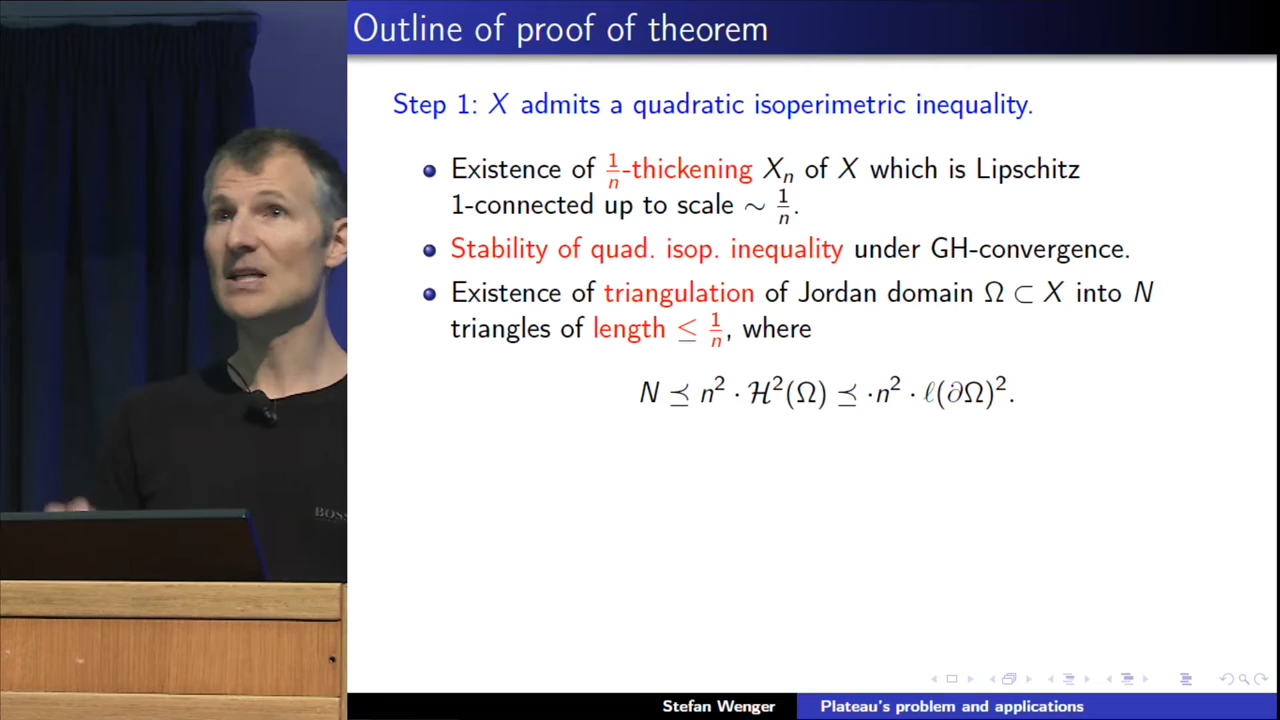 Outline of proof of theorem
Step 1: X admits a quadratic isoperimetric inequality.
Existence of 1/n-thickening Xₙ of X which is Lipschitz
1-connected up to scale ∼ 1/n.
Stability of quad. isop. inequality under GH-convergence.
Existence of triangulation of Jordan domain Ω ⊂ X into N
triangles of length ≤ 1/n, where
N ⪯ n² · ℋ²(Ω) ⪯ ·n² · ℓ(∂Ω)².
BOSS
Stefan Wenger
Plateau's problem and applications